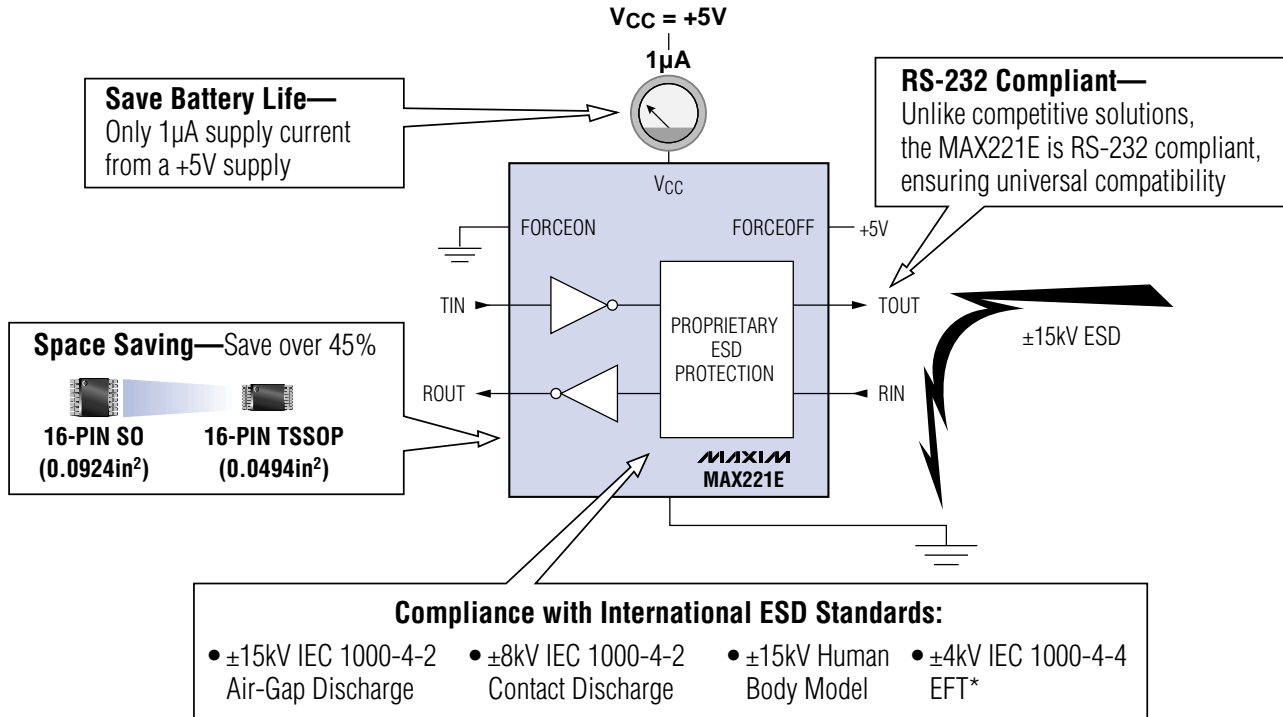 VCC = +5V
1µA
Save Battery Life—
Only 1µA supply current
from a +5V supply
RS-232 Compliant—
Unlike competitive solutions,
the MAX221E is RS-232 compliant,
ensuring universal compatibility
VCC
FORCEON
FORCEOFF
+5V
TIN
TOUT
PROPRIETARY
ESD
PROTECTION
±15kV ESD
ROUT
RIN
MAXIM
MAX221E
Space Saving—Save over 45%
16-PIN SO
(0.0924in²)
16-PIN TSSOP
(0.0494in²)
Compliance with International ESD Standards:
• ±15kV IEC 1000-4-2
Air-Gap Discharge
• ±8kV IEC 1000-4-2
Contact Discharge
• ±15kV Human
Body Model
• ±4kV IEC 1000-4-4
EFT*